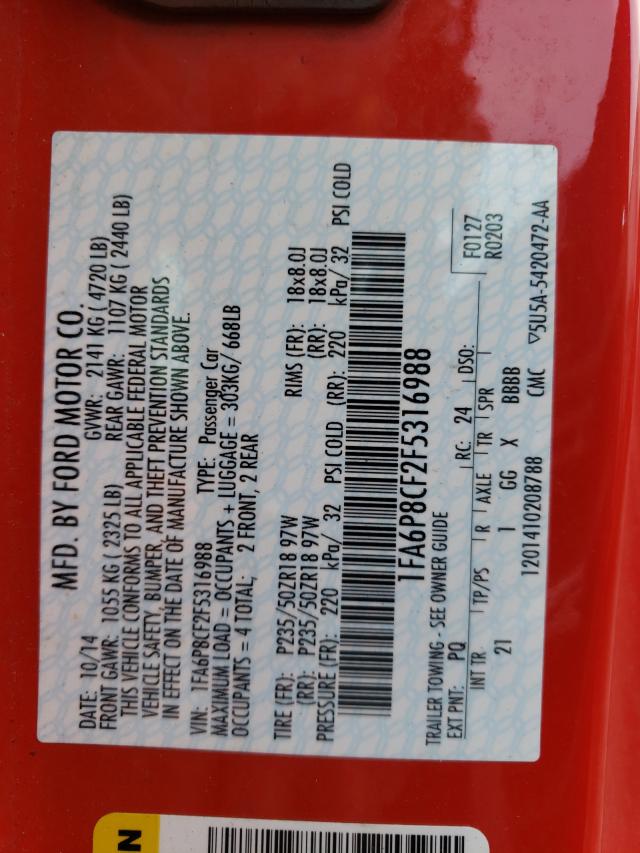 MFD. BY FORD MOTOR CO.
DATE: 10/14 GVWR: 2141 KG ( 4720 LB)
FRONT GAWR: 1055 KG ( 2325 LB) REAR GAWR: 1107 KG ( 2440 LB)
THIS VEHICLE CONFORMS TO ALL APPLICABLE FEDERAL MOTOR
VEHICLE SAFETY, BUMPER, AND THEFT PREVENTION STANDARDS
IN EFFECT ON THE DATE OF MANUFACTURE SHOWN ABOVE.
VIN: 1FA6P8CF2F5316988 TYPE: Passenger Car
MAXIMUM LOAD = OCCUPANTS + LUGGAGE = 303KG/ 668LB
OCCUPANTS = 4 TOTAL; 2 FRONT, 2 REAR
TIRE (FR): P235/50ZR18 97W RIMS (FR): 18x8.0J
(RR): P235/50ZR18 97W (RR): 18x8.0J
PRESSURE (FR): 220 kPa/ 32 PSI COLD (RR): 220 kPa/ 32 PSI COLD
1FA6P8CF2F5316988
TRAILER TOWING - SEE OWNER GUIDE F0127
EXT PNT: PQ RC: 24 DSO: R0203
INT TR TP/PS R AXLE TR SPR
21 1 GG X BBBB
1201410208788 CMC ▽5U5A-5420472-AA
N